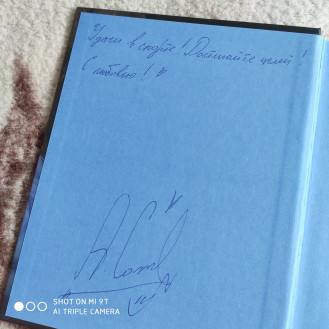 Удачи в спорте! Достигайте целей!
С любовью!
SHOT ON MI 9T
AI TRIPLE CAMERA